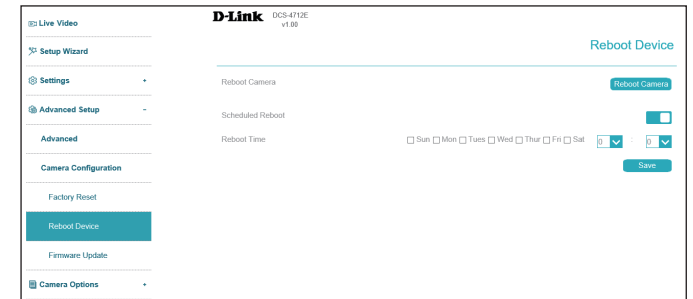 D-Link DCS-4712E
v1.00
Live Video
Setup Wizard
Settings +
Advanced Setup -
Advanced
Camera Configuration
Factory Reset
Reboot Device
Firmware Update
Camera Options +
Reboot Device
Reboot Camera Reboot Camera
Scheduled Reboot
Reboot Time Sun Mon Tues Wed Thur Fri Sat 0 : 0
Save